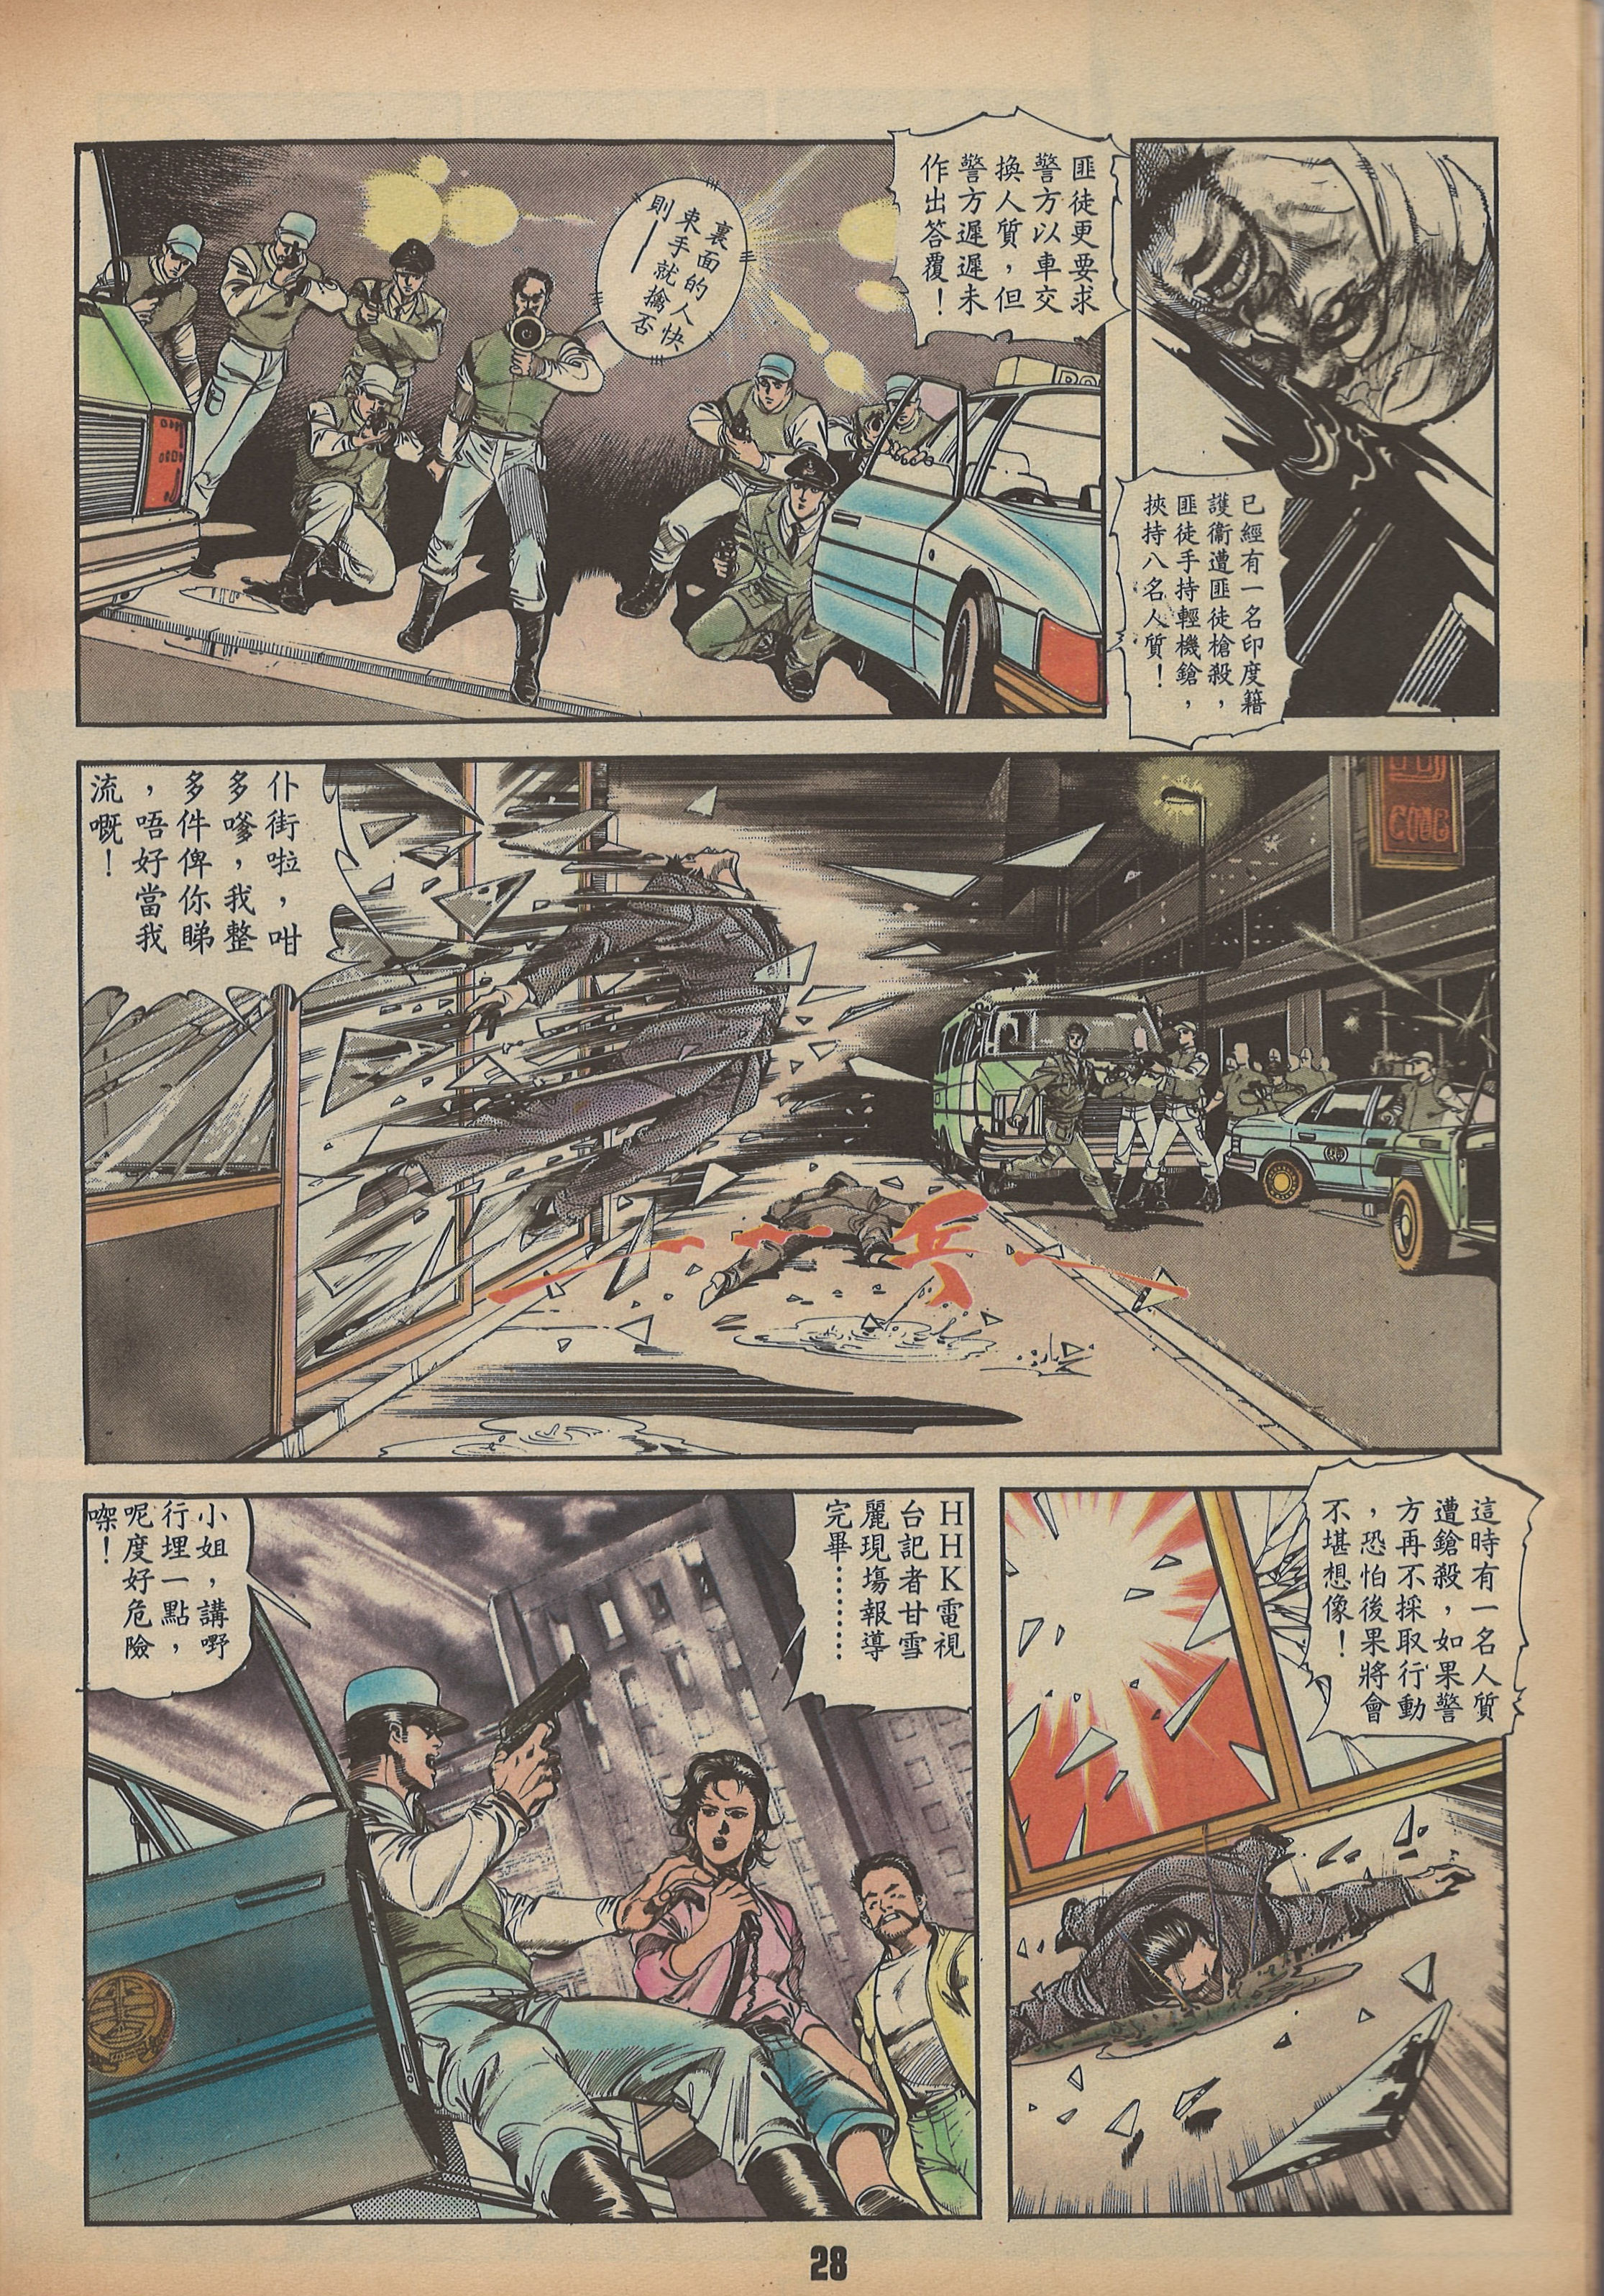 已經有一名印度籍
護衞遭匪徒槍殺，
匪徒手持輕機鎗，
挾持八名人質！
匪徒更要求
警方以車交
換人質，但
警方遲遲未
作出答覆！
裏面的人快
束手就擒否
則——
仆街啦，咁
多嗲，我整
多件俾你睇
，唔好當我
流嘅！
這時有一名人質
遭鎗殺，如果警
方再不採取行動
，恐怕後果將會
不堪想像！
HHK電視
台記者甘雪
麗現場報導
完畢………
小姐，講嘢
行埋一點，
呢度好危險
㗎！
28